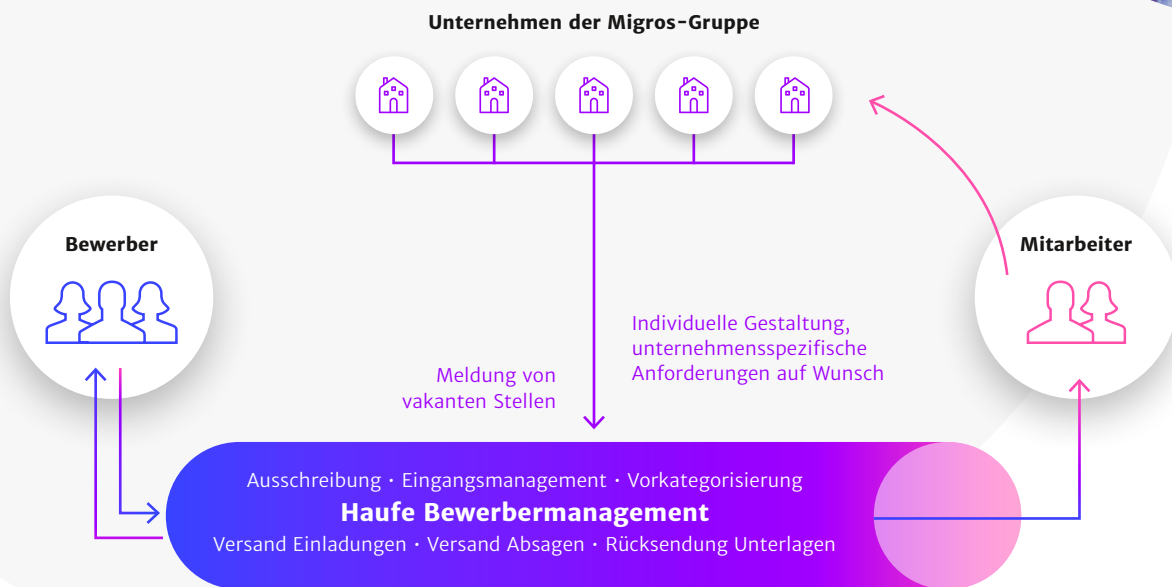 Unternehmen der Migros-Gruppe
Bewerber
Mitarbeiter
Individuelle Gestaltung,
unternehmensspezifische
Anforderungen auf Wunsch
Meldung von
vakanten Stellen
Ausschreibung · Eingangsmanagement · Vorkategorisierung
Haufe Bewerbermanagement
Versand Einladungen · Versand Absagen · Rücksendung Unterlagen